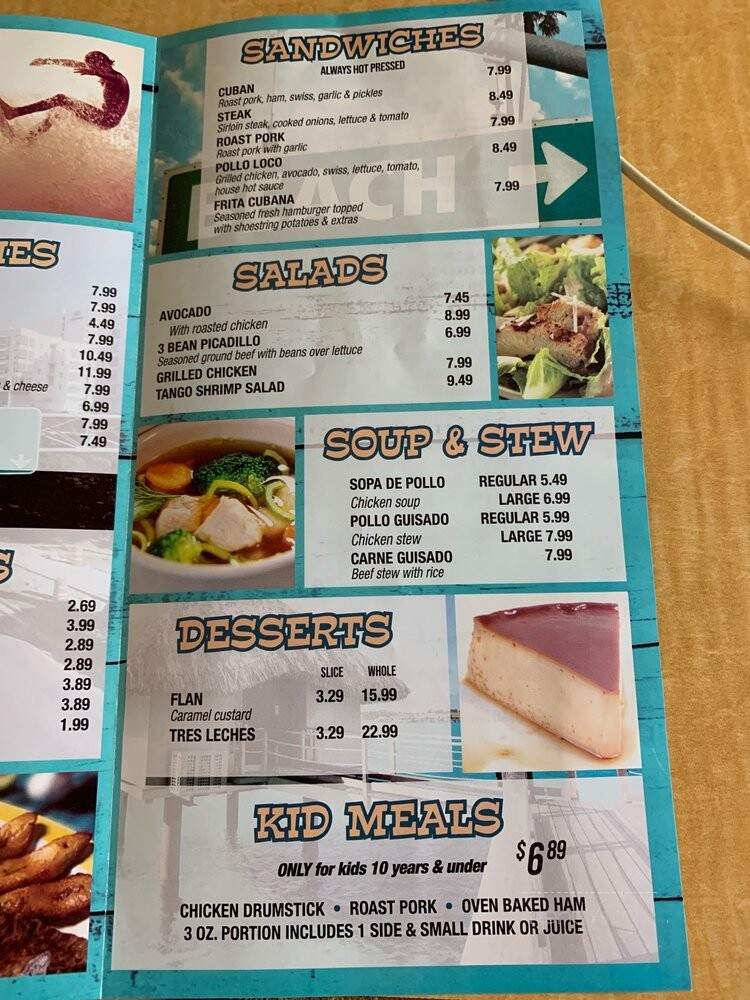 IES
7.99
7.99
4.49
7.99
10.49
11.99
& cheese 7.99
6.99
7.99
7.49
S
2.69
3.99
2.89
2.89
3.89
3.89
1.99
SANDWICHES
ALWAYS HOT PRESSED
CUBAN 7.99
Roast pork, ham, swiss, garlic & pickles
STEAK 8.49
Sirloin steak, cooked onions, lettuce & tomato
ROAST PORK 7.99
Roast pork with garlic
POLLO LOCO 8.49
Grilled chicken, avocado, swiss, lettuce, tomato,
house hot sauce
FRITA CUBANA 7.99
Seasoned fresh hamburger topped
with shoestring potatoes & extras
BEACH
SALADS
AVOCADO 7.45
With roasted chicken 8.99
3 BEAN PICADILLO 6.99
Seasoned ground beef with beans over lettuce
GRILLED CHICKEN 7.99
TANGO SHRIMP SALAD 9.49
SOUP & STEW
SOPA DE POLLO REGULAR 5.49
Chicken soup LARGE 6.99
POLLO GUISADO REGULAR 5.99
Chicken stew LARGE 7.99
CARNE GUISADO 7.99
Beef stew with rice
DESSERTS
SLICE WHOLE
FLAN 3.29 15.99
Caramel custard
TRES LECHES 3.29 22.99
KID MEALS
ONLY for kids 10 years & under $6 89
CHICKEN DRUMSTICK • ROAST PORK • OVEN BAKED HAM
3 OZ. PORTION INCLUDES 1 SIDE & SMALL DRINK OR JUICE